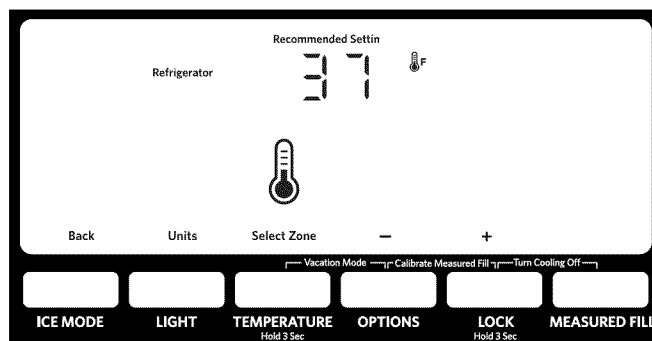 Recommended Settin
Refrigerator 37 F
Back Units Select Zone – +
Vacation Mode Calibrate Measured Fill Turn Cooling Off
ICE MODE LIGHT TEMPERATURE OPTIONS LOCK MEASURED FILL
Hold 3 Sec Hold 3 Sec